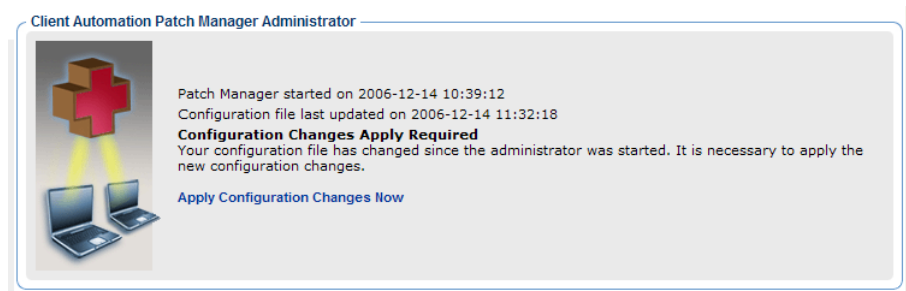 Client Automation Patch Manager Administrator
Patch Manager started on 2006-12-14 10:39:12
Configuration file last updated on 2006-12-14 11:32:18
Configuration Changes Apply Required
Your configuration file has changed since the administrator was started. It is necessary to apply the
new configuration changes.
Apply Configuration Changes Now